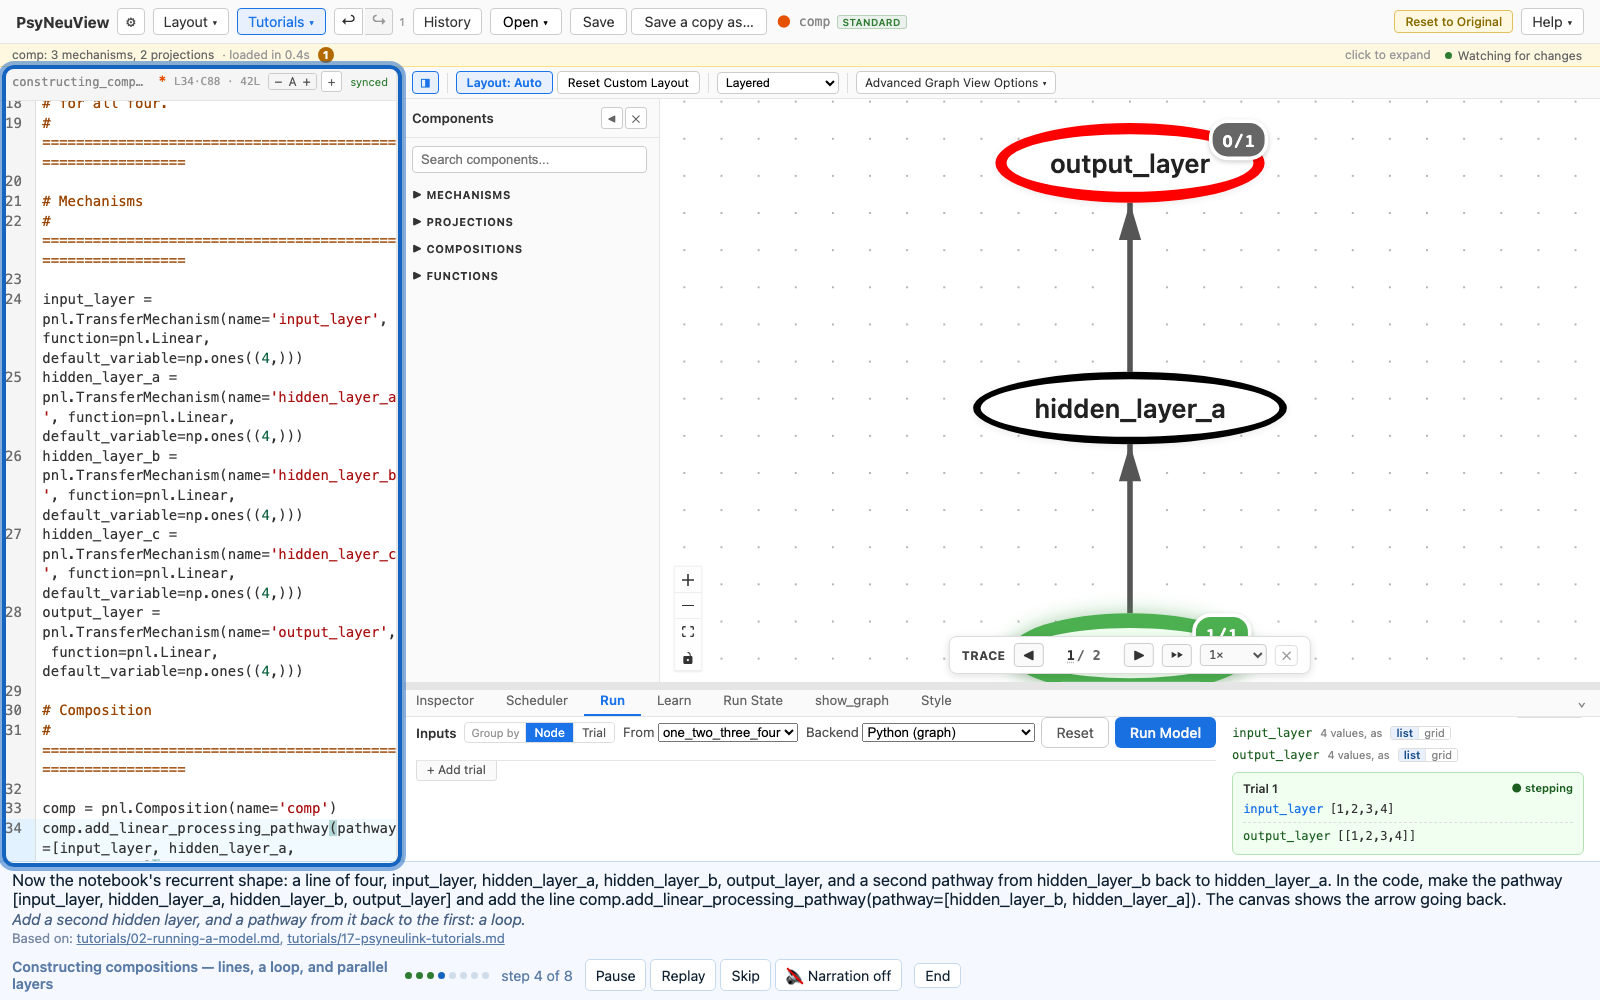 PsyNeuView ⚙ Layout ▾ Tutorials ▾ ↩ ↪ 1 History Open ▾ Save Save a copy as... comp STANDARD Reset to Original Help ▾
comp: 3 mechanisms, 2 projections · loaded in 0.4s 1 click to expand Watching for changes
constructing_comp... * L34·C88 · 42L − A + + synced
Layout: Auto Reset Custom Layout Layered Advanced Graph View Options ▾
Components
Search components...
▶ MECHANISMS
▶ PROJECTIONS
▶ COMPOSITIONS
▶ FUNCTIONS
18 # for all four.
19 #
==========================================
=================
20
21 # Mechanisms
22 #
==========================================
=================
23
24 input_layer =
pnl.TransferMechanism(name='input_layer',
function=pnl.Linear,
default_variable=np.ones((4,)))
25 hidden_layer_a =
pnl.TransferMechanism(name='hidden_layer_a
', function=pnl.Linear,
default_variable=np.ones((4,)))
26 hidden_layer_b =
pnl.TransferMechanism(name='hidden_layer_b
', function=pnl.Linear,
default_variable=np.ones((4,)))
27 hidden_layer_c =
pnl.TransferMechanism(name='hidden_layer_c
', function=pnl.Linear,
default_variable=np.ones((4,)))
28 output_layer =
pnl.TransferMechanism(name='output_layer',
function=pnl.Linear,
default_variable=np.ones((4,)))
29
30 # Composition
31 #
==========================================
=================
32
33 comp = pnl.Composition(name='comp')
34 comp.add_linear_processing_pathway(pathway
=[input_layer, hidden_layer_a,
output_layer
0/1
hidden_layer_a
1/1
TRACE 1 / 2 1×
Inspector Scheduler Run Learn Run State show_graph Style
Inputs Group by Node Trial From one_two_three_four Backend Python (graph) Reset Run Model
+ Add trial
input_layer 4 values, as list grid
output_layer 4 values, as list grid
Trial 1 stepping
input_layer [1,2,3,4]
output_layer [[1,2,3,4]]
Now the notebook's recurrent shape: a line of four, input_layer, hidden_layer_a, hidden_layer_b, output_layer, and a second pathway from hidden_layer_b back to hidden_layer_a. In the code, make the pathway
[input_layer, hidden_layer_a, hidden_layer_b, output_layer] and add the line comp.add_linear_processing_pathway(pathway=[hidden_layer_b, hidden_layer_a]). The canvas shows the arrow going back.
Add a second hidden layer, and a pathway from it back to the first: a loop.
Based on: tutorials/02-running-a-model.md, tutorials/17-psyneulink-tutorials.md
Constructing compositions — lines, a loop, and parallel
layers
step 4 of 8 Pause Replay Skip Narration off End